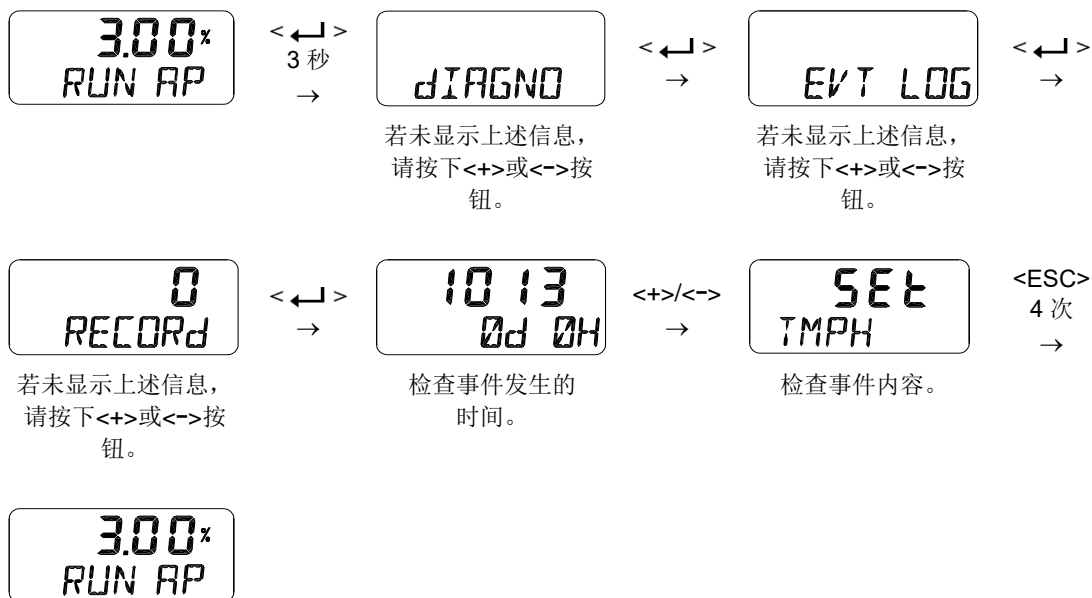 3.00%
RUN AP
<↵>
3 秒
→
dIAGNO
若未显示上述信息，
请按下<+>或<->按
钮。
<↵>
→
EVT LOG
若未显示上述信息，
请按下<+>或<->按
钮。
<↵>
→
0
RECORd
若未显示上述信息，
请按下<+>或<->按
钮。
<↵>
→
1013
0d 0H
检查事件发生的
时间。
<+>/<->
→
SEt
TMPH
检查事件内容。
<ESC>
4 次
→
3.00%
RUN AP